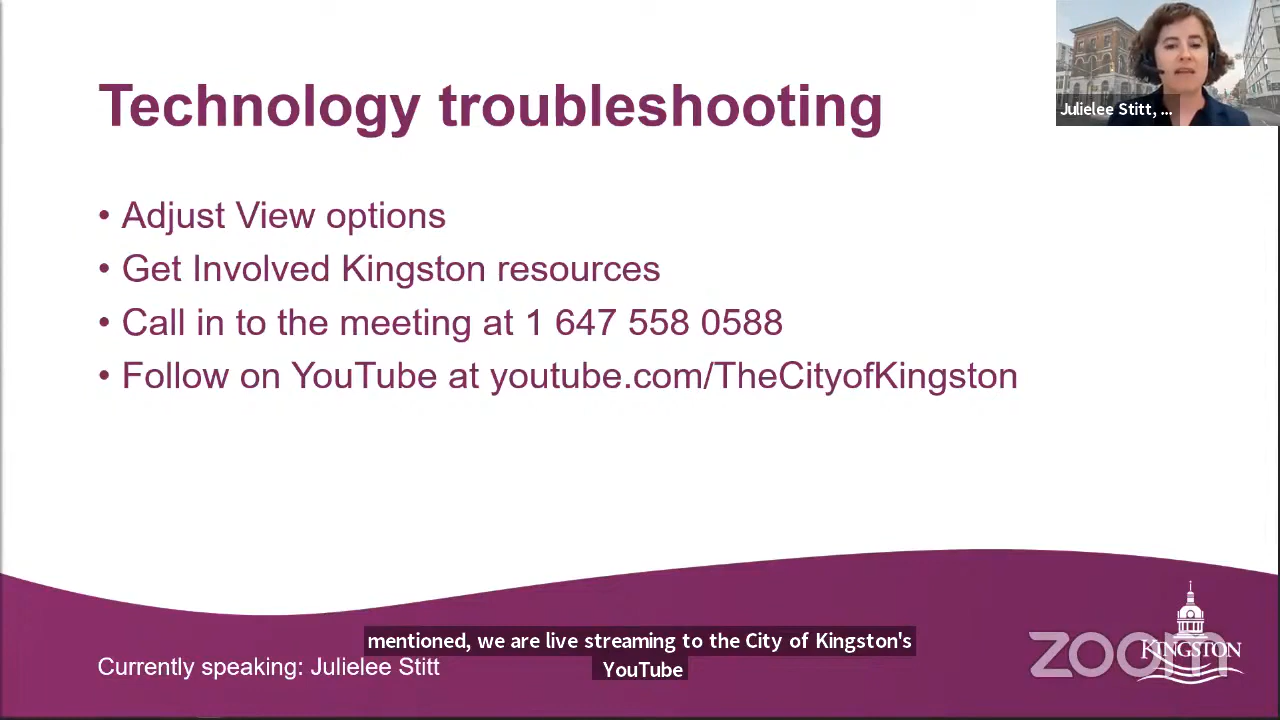 Technology troubleshooting
Julielee Stitt, ...
• Adjust View options
• Get Involved Kingston resources
• Call in to the meeting at 1 647 558 0588
• Follow on YouTube at youtube.com/TheCityofKingston
mentioned, we are live streaming to the City of Kingston's
YouTube
Currently speaking: Julielee Stitt
zoom
KINGSTON